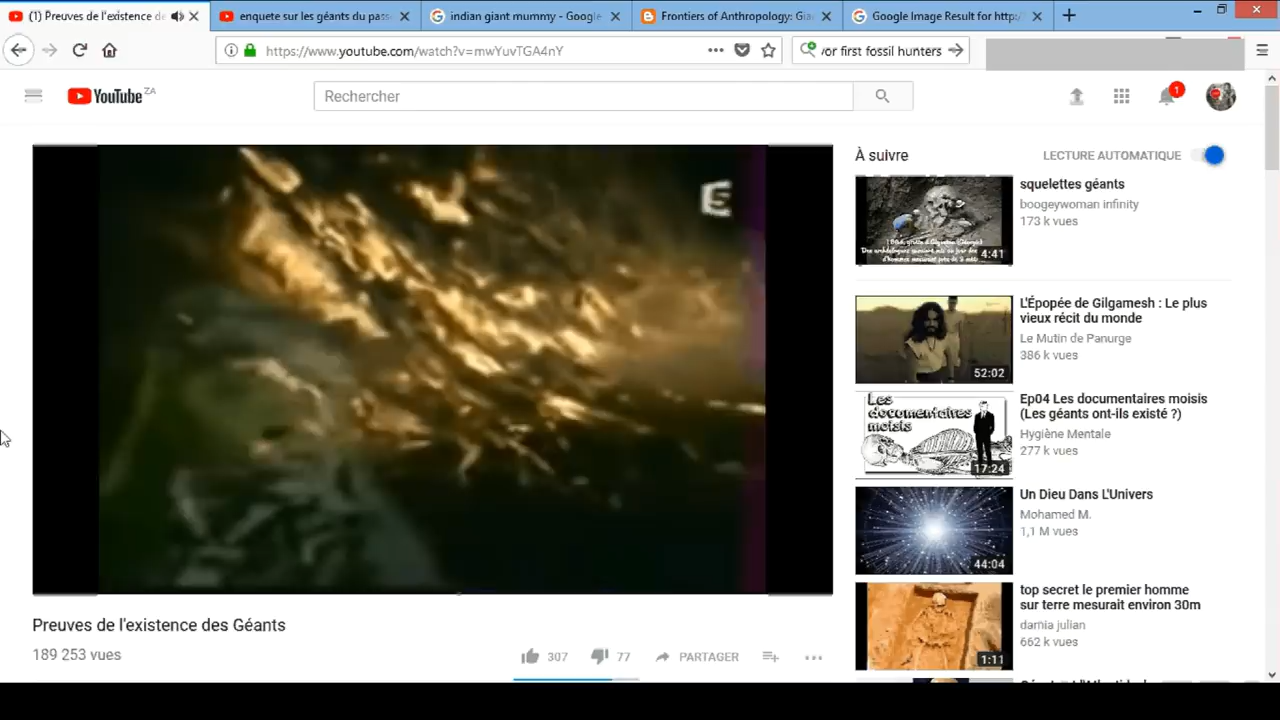 (1) Preuves de l'existence de
enquete sur les géants du pas
indian giant mummy - Google
Frontiers of Anthropology: Gia
Google Image Result for http:
https://www.youtube.com/watch?v=mwYuvTGA4nY
or first fossil hunters
YouTube ZA
Rechercher
1
5
À suivre
LECTURE AUTOMATIQUE
squelettes géants
boogeywoman infinity
173 k vues
4:41
L'Épopée de Gilgamesh : Le plus
vieux récit du monde
Le Mutin de Panurge
386 k vues
52:02
Les
documentaires
moisis
17:24
Ep04 Les documentaires moisis
(Les géants ont-ils existé ?)
Hygiène Mentale
277 k vues
Un Dieu Dans L'Univers
Mohamed M.
1,1 M vues
44:04
top secret le premier homme
sur terre mesurait environ 30m
damia julian
662 k vues
1:11
Preuves de l'existence des Géants
189 253 vues
307
77
PARTAGER